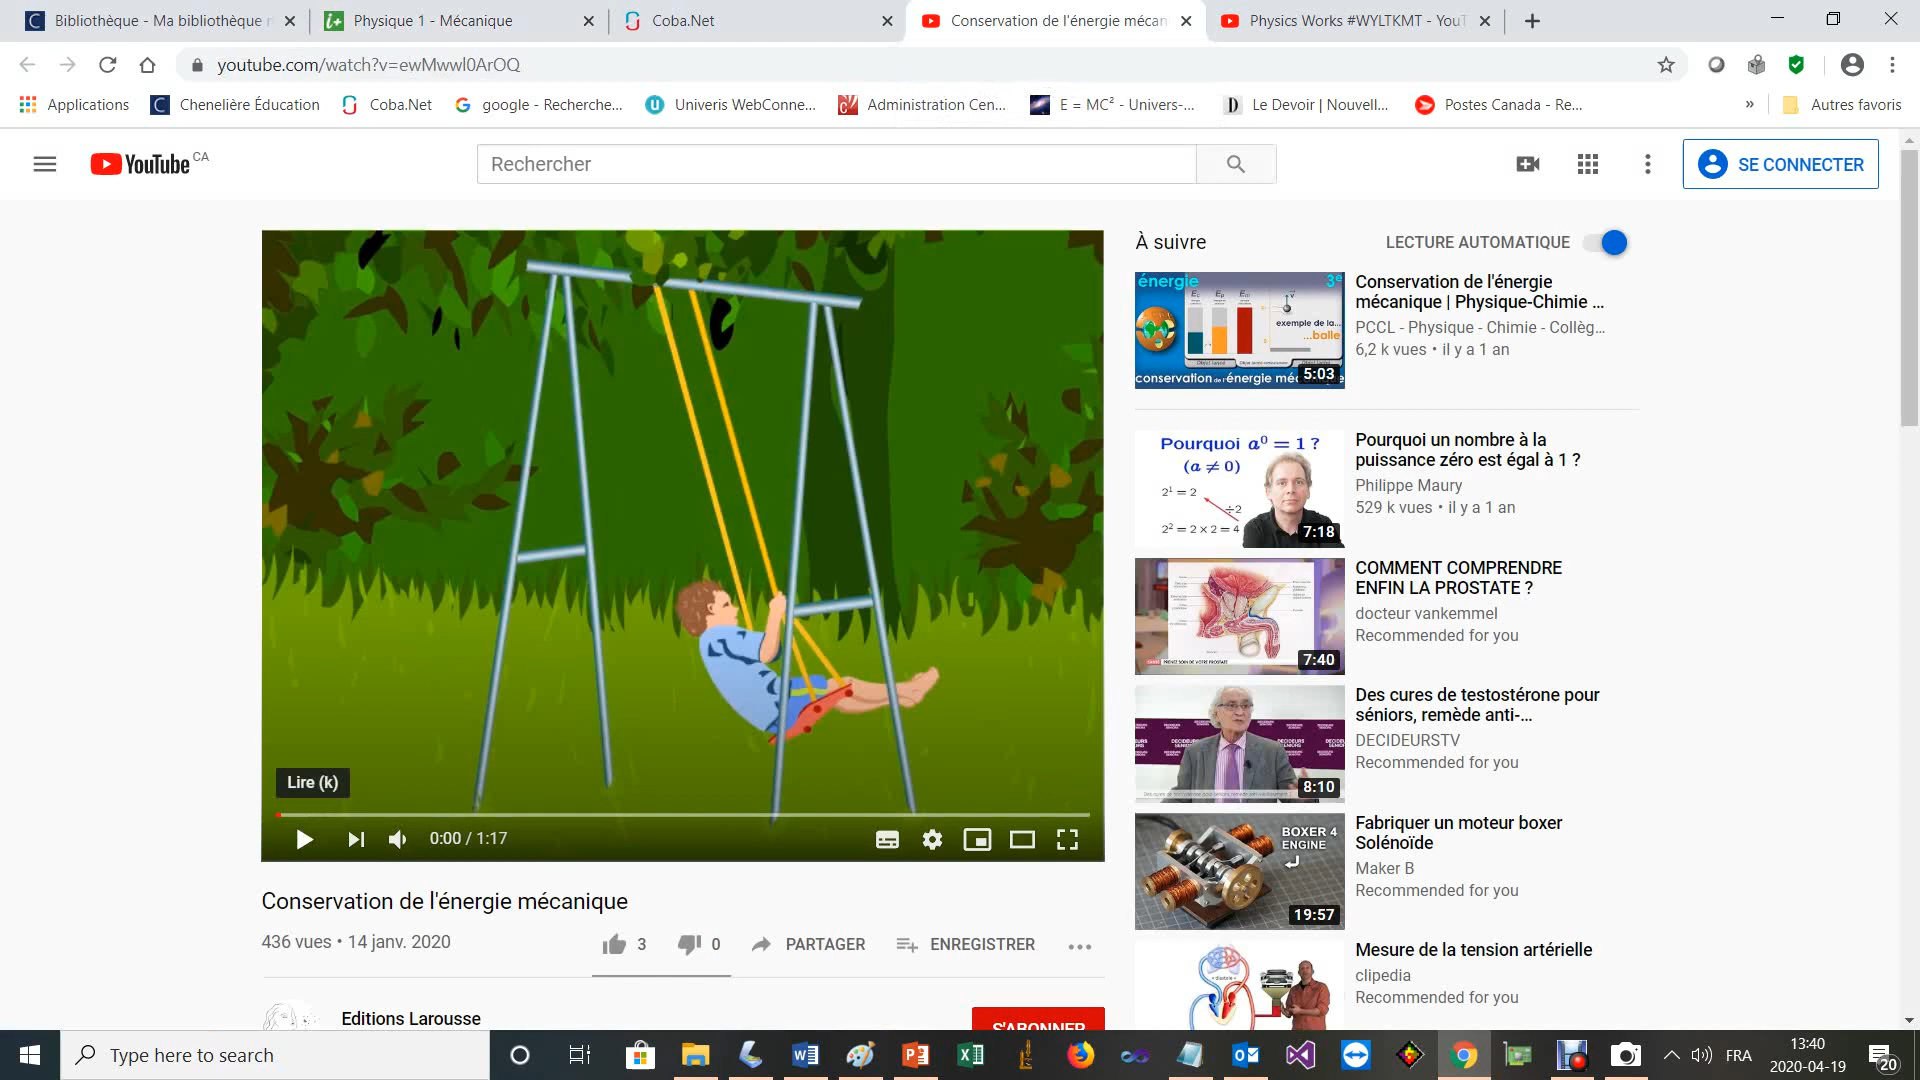 Bibliothèque - Ma bibliothèque n
Physique 1 - Mécanique
Coba.Net
Conservation de l'énergie mécan
Physics Works #WYLTKMT - YouT
youtube.com/watch?v=ewMwwl0ArOQ
Applications
Chenelière Éducation
Coba.Net
google - Recherche...
Univeris WebConne...
Administration Cen...
E = MC² - Univers-...
Le Devoir | Nouvell...
Postes Canada - Re...
»
Autres favoris
YouTube CA
Rechercher
SE CONNECTER
À suivre
LECTURE AUTOMATIQUE
énergie
3e
Ec
Ep
Em
exemple de la...
...balle
conservation de l'énergie méc
5:03
Conservation de l'énergie
mécanique | Physique-Chimie ...
PCCL - Physique - Chimie - Collèg...
6,2 k vues • il y a 1 an
Pourquoi a⁰ = 1 ?
(a ≠ 0)
2¹ = 2
÷2
2² = 2 x 2 = 4
7:18
Pourquoi un nombre à la
puissance zéro est égal à 1 ?
Philippe Maury
529 k vues • il y a 1 an
7:40
COMMENT COMPRENDRE
ENFIN LA PROSTATE ?
docteur vankemmel
Recommended for you
DECIDEURS
SENIORS
8:10
Des cures de testostérone pour
séniors, remède anti-...
DECIDEURSTV
Recommended for you
BOXER 4
ENGINE
19:57
Fabriquer un moteur boxer
Solénoïde
Maker B
Recommended for you
Mesure de la tension artérielle
clipedia
Recommended for you
Lire (k)
0:00 / 1:17
Conservation de l'énergie mécanique
436 vues • 14 janv. 2020
3
0
PARTAGER
ENREGISTRER
Editions Larousse
S'ABONNER
Type here to search
FRA
13:40
2020-04-19
20